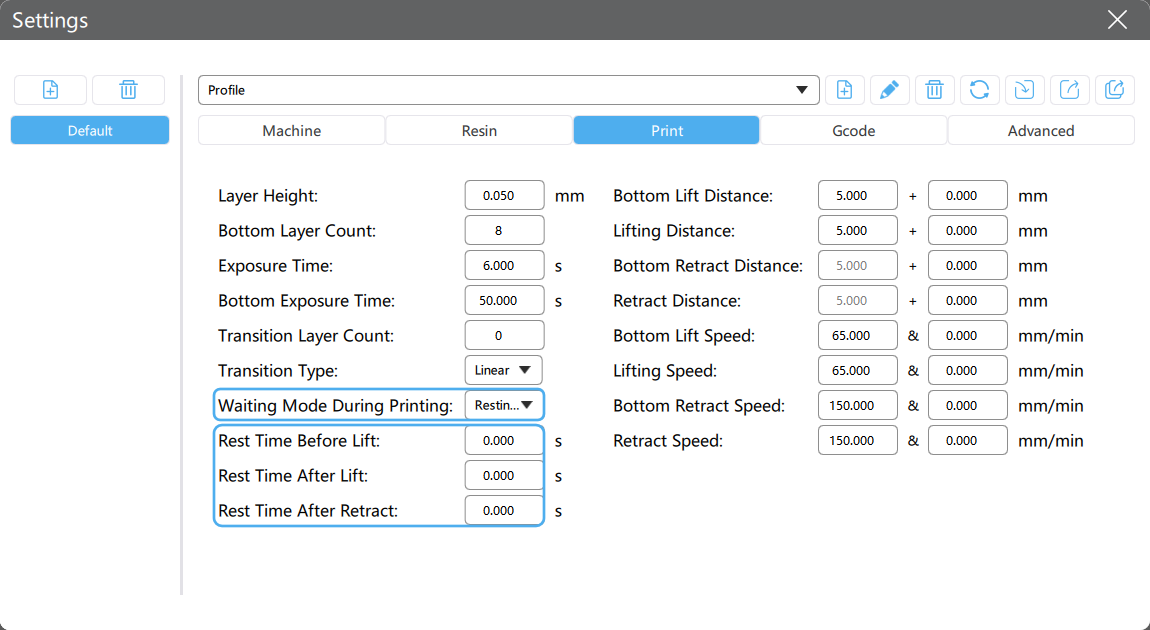 Settings
Profile
Default
Machine Resin Print Gcode Advanced
Layer Height: 0.050 mm
Bottom Layer Count: 8
Exposure Time: 6.000 s
Bottom Exposure Time: 50.000 s
Transition Layer Count: 0
Transition Type: Linear
Waiting Mode During Printing: Restin...
Rest Time Before Lift: 0.000 s
Rest Time After Lift: 0.000 s
Rest Time After Retract: 0.000 s
Bottom Lift Distance: 5.000 + 0.000 mm
Lifting Distance: 5.000 + 0.000 mm
Bottom Retract Distance: 5.000 + 0.000 mm
Retract Distance: 5.000 + 0.000 mm
Bottom Lift Speed: 65.000 & 0.000 mm/min
Lifting Speed: 65.000 & 0.000 mm/min
Bottom Retract Speed: 150.000 & 0.000 mm/min
Retract Speed: 150.000 & 0.000 mm/min